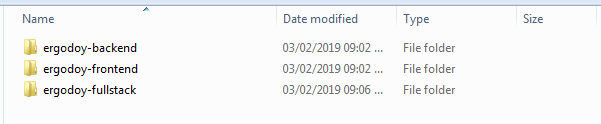 Name Date modified Type Size
ergodoy-backend 03/02/2019 09:02 ... File folder
ergodoy-frontend 03/02/2019 09:02 ... File folder
ergodoy-fullstack 03/02/2019 09:06 ... File folder